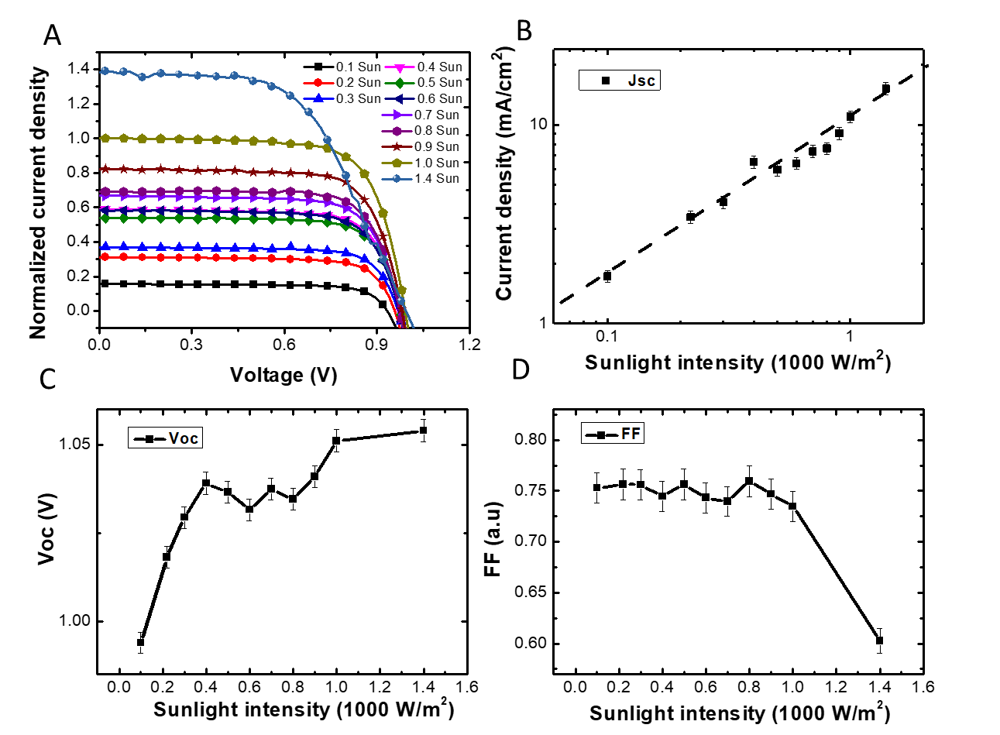 A
Normalized current density
1.4
1.2
1.0
0.8
0.6
0.4
0.2
0.0
0.0 0.3 0.6 0.9 1.2
Voltage (V)
0.1 Sun 0.4 Sun
0.2 Sun 0.5 Sun
0.3 Sun 0.6 Sun
0.7 Sun
0.8 Sun
0.9 Sun
1.0 Sun
1.4 Sun
B
Current density (mA/cm²)
10
1
Jsc
0.1 1
Sunlight intensity (1000 W/m²)
C
Voc (V)
1.05
1.00
Voc
0.0 0.2 0.4 0.6 0.8 1.0 1.2 1.4 1.6
Sunlight intensity (1000 W/m²)
D
FF (a.u)
0.80
0.75
0.70
0.65
0.60
FF
0.0 0.2 0.4 0.6 0.8 1.0 1.2 1.4 1.6
Sunlight intensity (1000 W/m²)